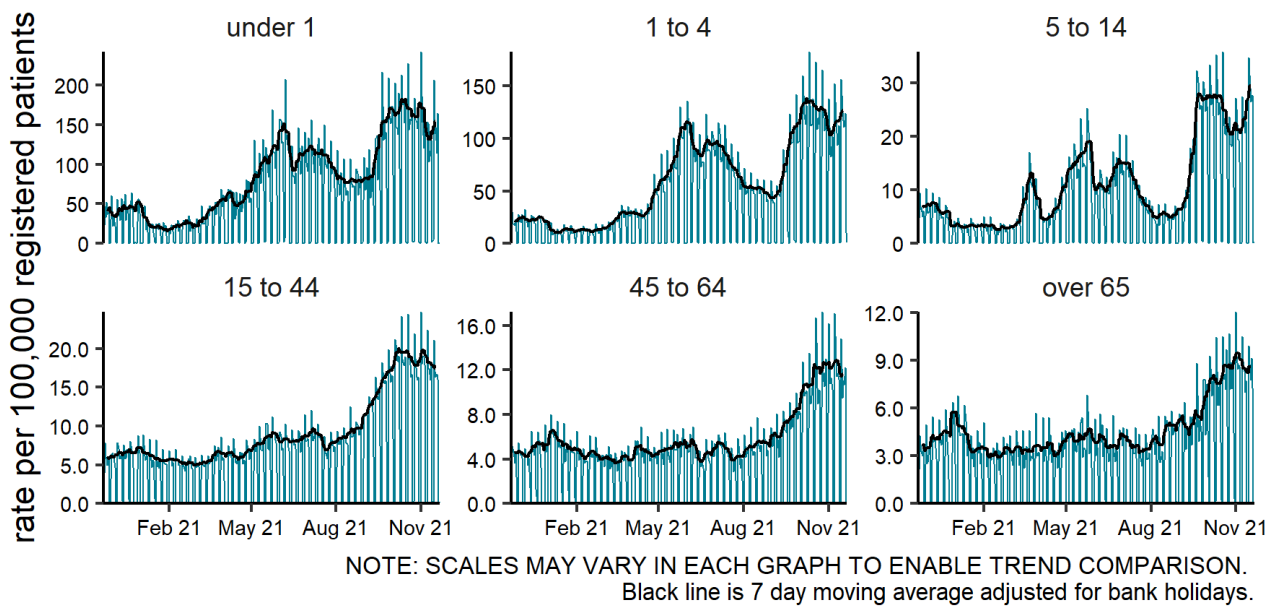 rate per 100,000 registered patients
under 1
1 to 4
5 to 14
200
150
100
50
0
150
100
50
0
30
20
10
0
15 to 44
45 to 64
over 65
20.0
15.0
10.0
5.0
0.0
16.0
12.0
8.0
4.0
0.0
12.0
9.0
6.0
3.0
0.0
Feb 21 May 21 Aug 21 Nov 21
Feb 21 May 21 Aug 21 Nov 21
Feb 21 May 21 Aug 21 Nov 21
NOTE: SCALES MAY VARY IN EACH GRAPH TO ENABLE TREND COMPARISON.
Black line is 7 day moving average adjusted for bank holidays.